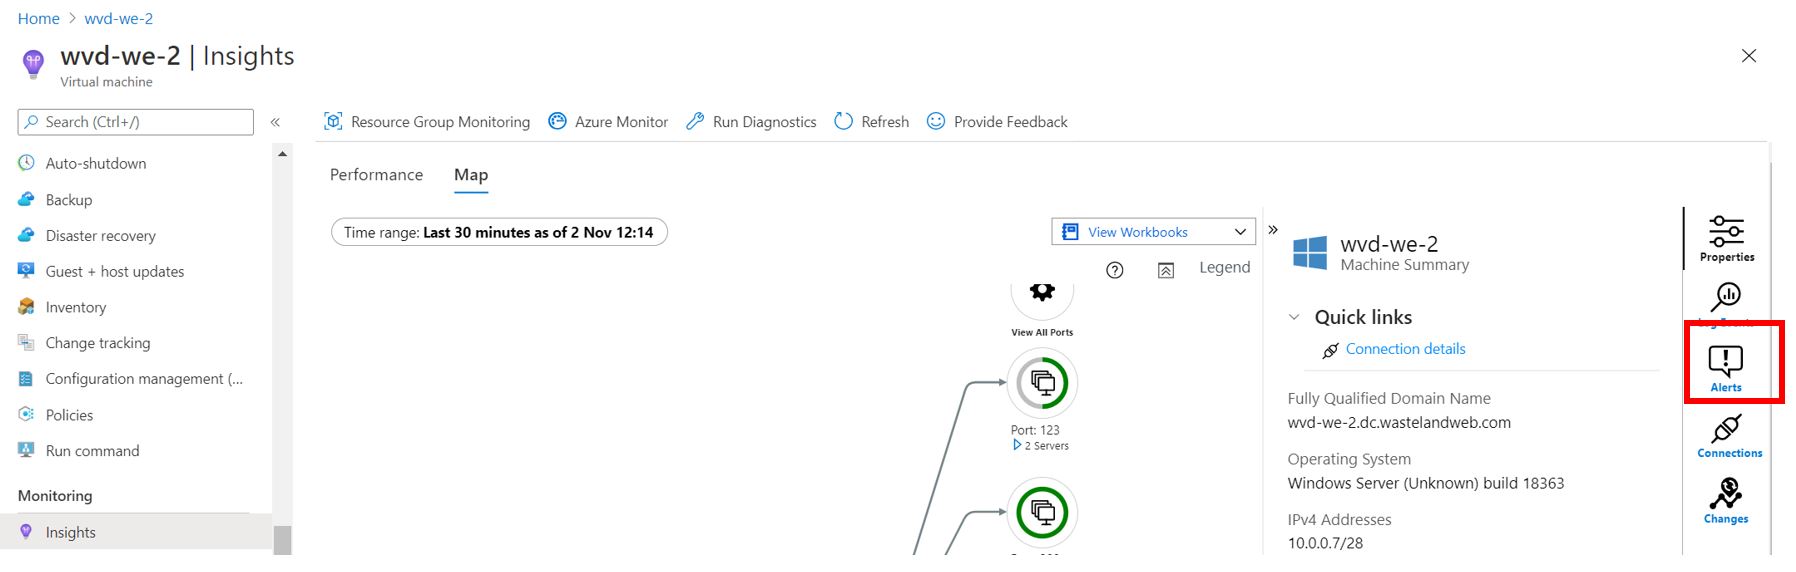 Home > wvd-we-2
wvd-we-2 | Insights
Virtual machine
Search (Ctrl+/)
«
Auto-shutdown
Backup
Disaster recovery
Guest + host updates
Inventory
Change tracking
Configuration management (...
Policies
Run command
Monitoring
Insights
Resource Group Monitoring
Azure Monitor
Run Diagnostics
Refresh
Provide Feedback
Performance
Map
Time range: Last 30 minutes as of 2 Nov 12:14
View Workbooks
Legend
View All Ports
Port: 123
2 Servers
»
wvd-we-2
Machine Summary
Quick links
Connection details
Fully Qualified Domain Name
wvd-we-2.dc.wastelandweb.com
Operating System
Windows Server (Unknown) build 18363
IPv4 Addresses
10.0.0.7/28
Properties
Alerts
Connections
Changes